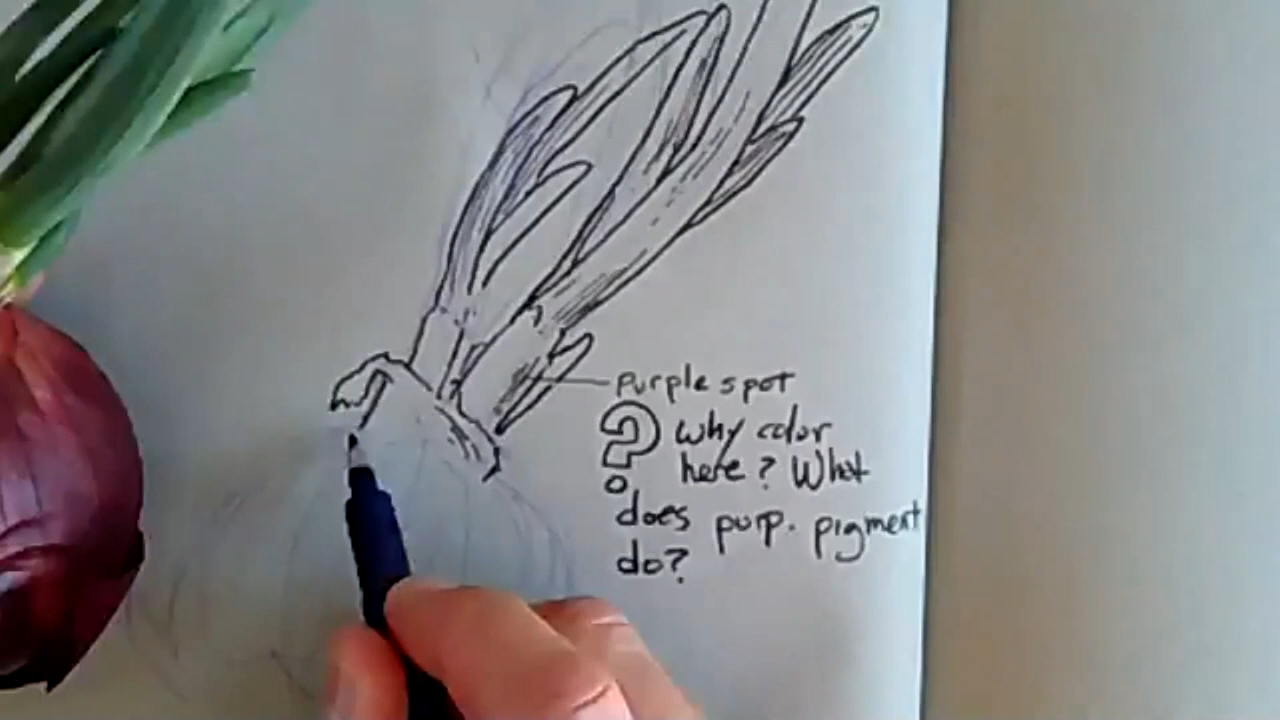 purple spot
? why color
here? What
does purp. pigment
do?